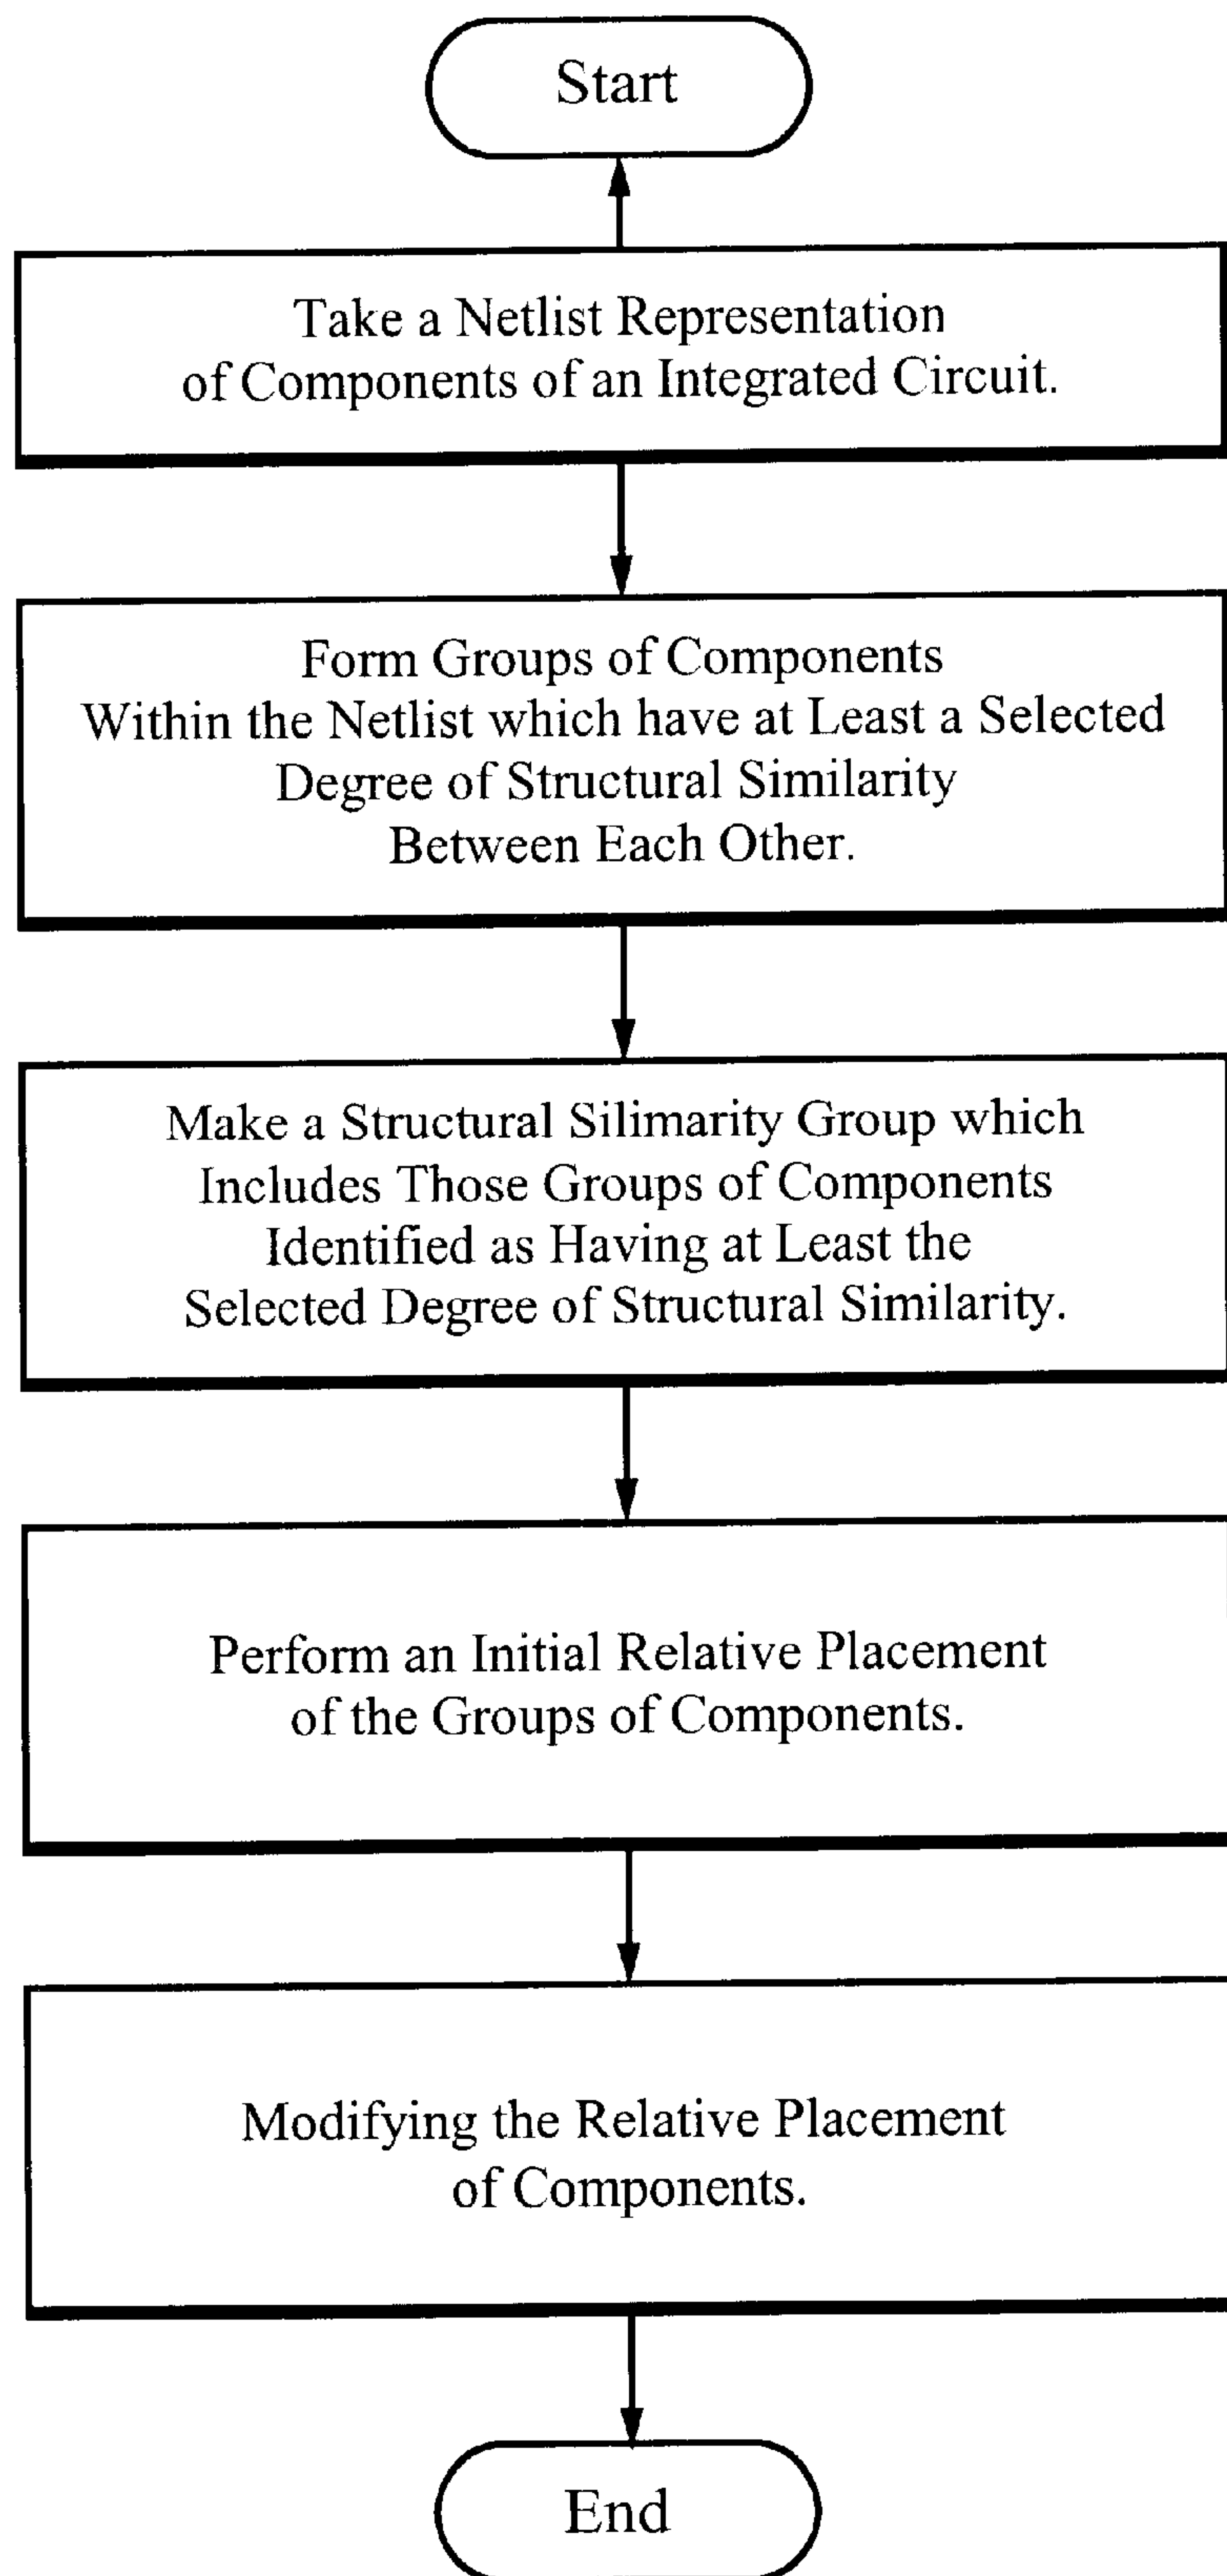 Start
Take a Netlist Representation
of Components of an Integrated Circuit.
Form Groups of Components
Within the Netlist which have at Least a Selected
Degree of Structural Similarity
Between Each Other.
Make a Structural Silimarity Group which
Includes Those Groups of Components
Identified as Having at Least the
Selected Degree of Structural Similarity.
Perform an Initial Relative Placement
of the Groups of Components.
Modifying the Relative Placement
of Components.
End